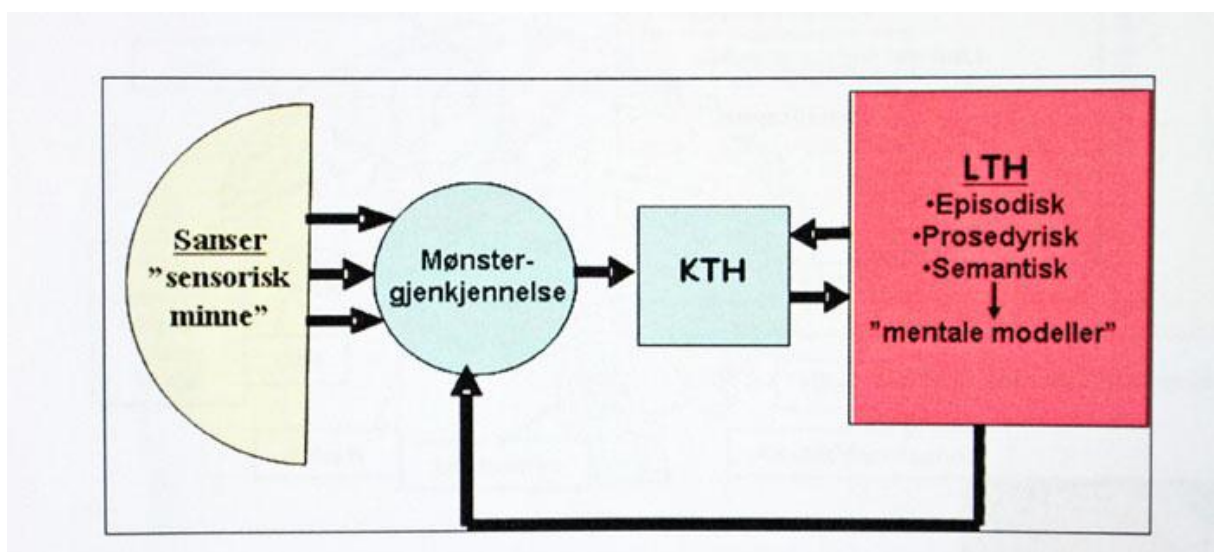 Sanser
"sensorisk
minne"
Mønster-
gjenkjennelse
KTH
LTH
•Episodisk
•Prosedyrisk
•Semantisk
"mentale modeller"